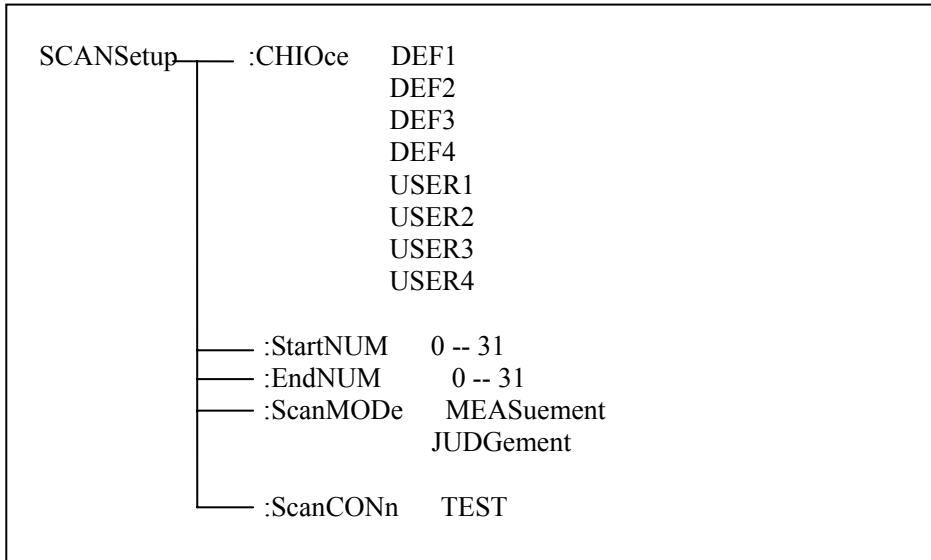 SCANSetup :CHIOce DEF1
DEF2
DEF3
DEF4
USER1
USER2
USER3
USER4
:StartNUM 0 -- 31
:EndNUM 0 -- 31
:ScanMODe MEASuement
JUDGement
:ScanCONn TEST